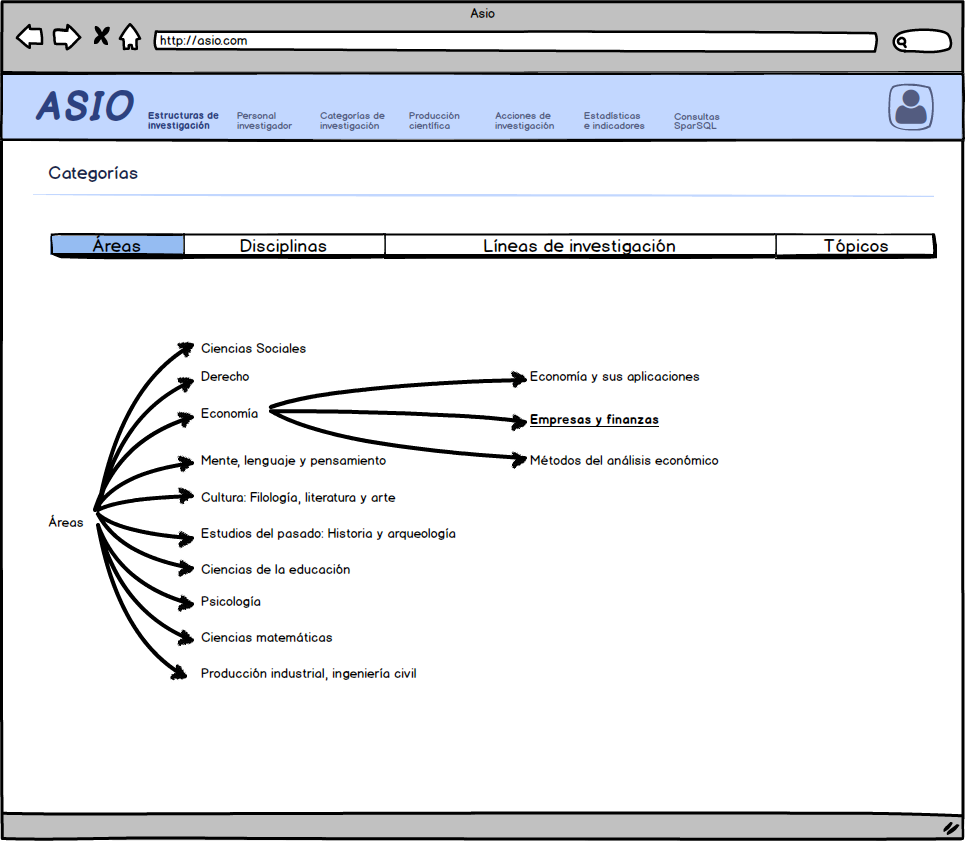 Asio
http://asio.com
ASIO
Estructuras de
investigación
Personal
investigador
Categorías de
investigación
Producción
científica
Acciones de
investigación
Estadísticas
e indicadores
Consultas
SparSQL
Categorías
Áreas
Disciplinas
Líneas de investigación
Tópicos
Áreas
Ciencias Sociales
Derecho
Economía
Economía y sus aplicaciones
Empresas y finanzas
Métodos del análisis económico
Mente, lenguaje y pensamiento
Cultura: Filología, literatura y arte
Estudios del pasado: Historia y arqueología
Ciencias de la educación
Psicología
Ciencias matemáticas
Producción industrial, ingeniería civil